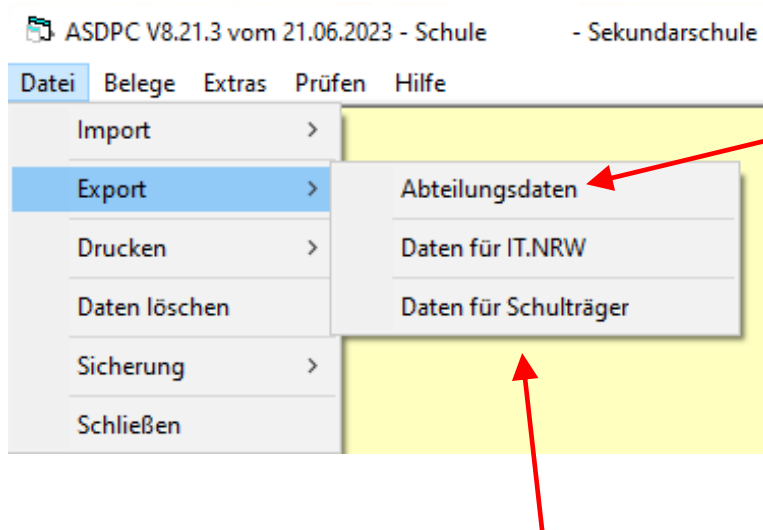 ASDPC V8.21.3 vom 21.06.2023 - Schule - Sekundarschule
Datei Belege Extras Prüfen Hilfe
Import
Export
Abteilungsdaten
Drucken
Daten für IT.NRW
Daten löschen
Daten für Schulträger
Sicherung
Schließen